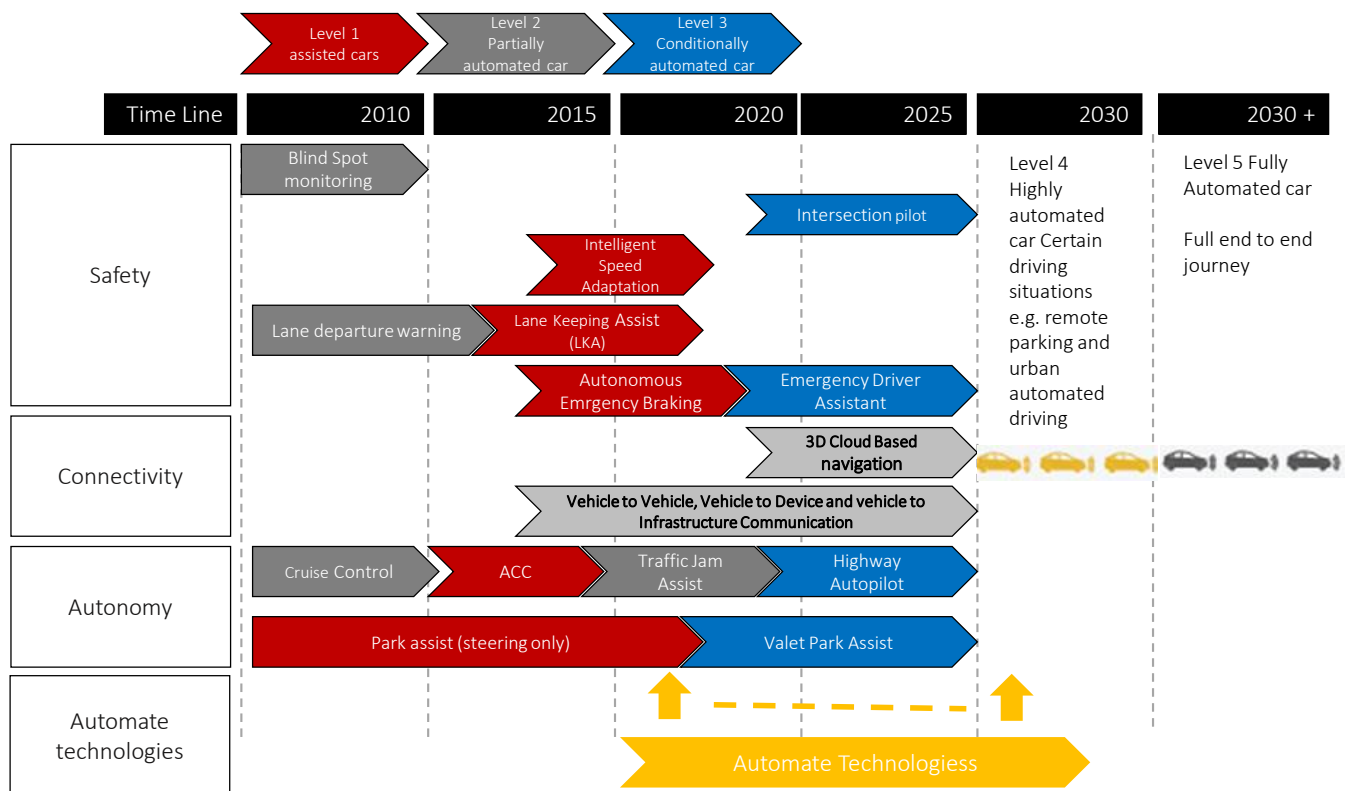 Level 1
assisted cars
Level 2
Partially
automated car
Level 3
Conditionally
automated car
Time Line
2010
2015
2020
2025
2030
2030 +
Safety
Blind Spot
monitoring
Intersection pilot
Intelligent
Speed
Adaptation
Lane departure warning
Lane Keeping Assist
(LKA)
Autonomous
Emrgency Braking
Emergency Driver
Assistant
Level 4
Highly
automated
car Certain
driving
situations
e.g. remote
parking and
urban
automated
driving
Level 5 Fully
Automated car
Full end to end
journey
Connectivity
3D Cloud Based
navigation
Vehicle to Vehicle, Vehicle to Device and vehicle to
Infrastructure Communication
Autonomy
Cruise Control
ACC
Traffic Jam
Assist
Highway
Autopilot
Park assist (steering only)
Valet Park Assist
Automate
technologies
Automate Technologiess